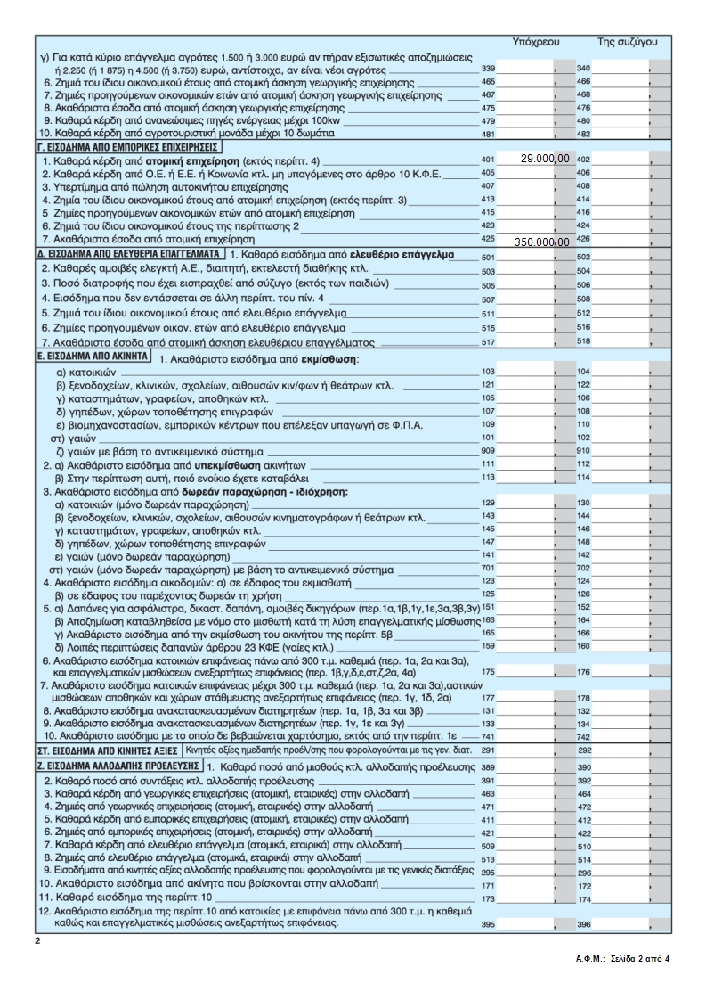 Υπόχρεου Της συζύγου
γ) Για κατά κύριο επάγγελμα αγρότες 1.500 ή 3.000 ευρώ αν πήραν εξισωτικές αποζημιώσεις
ή 2.250 (ή 1 875) η 4.500 (ή 3.750) ευρώ, αντίστοιχα, αν είναι νέοι αγρότες 339 , 340 ,
6. Ζημιά του ίδιου οικονομικού έτους από ατομική άσκηση γεωργικής επιχείρησης 465 , 466 ,
7. Ζημιές προηγούμενων οικονομικών ετών από ατομική άσκηση γεωργικής επιχείρησης 467 , 468 ,
8. Ακαθάριστα έσοδα από ατομική άσκηση γεωργικής επιχείρησης 475 , 476 ,
9. Καθαρά κέρδη από ανανεώσιμες πηγές ενέργειας μέχρι 100kw 479 , 480 ,
10. Καθαρά κέρδη από αγροτουριστική μονάδα μέχρι 10 δωμάτια 481 , 482 ,
Γ. ΕΙΣΟΔΗΜΑ ΑΠΟ ΕΜΠΟΡΙΚΕΣ ΕΠΙΧΕΙΡΗΣΕΙΣ
1. Καθαρά κέρδη από ατομική επιχείρηση (εκτός περίπτ. 4) 401 29.000,00 402 ,
2. Καθαρά κέρδη από Ο.Ε. ή Ε.Ε. ή Κοινωνία κτλ. μη υπαγόμενες στο άρθρο 10 Κ.Φ.Ε. 405 , 406 ,
3. Υπερτίμημα από πώληση αυτοκινήτου επιχείρησης 407 , 408 ,
4. Ζημία του ίδιου οικονομικού έτους από ατομική επιχείρηση (εκτός περίπτ. 3) 413 , 414 ,
5 Ζημίες προηγούμενων οικονομικών ετών από ατομική επιχείρηση 415 , 416 ,
6. Ζημιά του ίδιου οικονομικού έτους της περίπτωσης 2 423 , 424 ,
7. Ακαθάριστα έσοδα από ατομική επιχείρηση 425 350.000,00 426 ,
Δ. ΕΙΣΟΔΗΜΑ ΑΠΟ ΕΛΕΥΘΕΡΙΑ ΕΠΑΓΓΕΛΜΑΤΑ 1. Καθαρό εισόδημα από ελευθέριο επάγγελμα 501 , 502 ,
2. Καθαρές αμοιβές ελεγκτή Α.Ε., διαιτητή, εκτελεστή διαθήκης κτλ. 503 , 504 ,
3. Ποσό διατροφής που έχει εισπραχθεί από σύζυγο (εκτός των παιδιών) 505 , 506 ,
4. Εισόδημα που δεν εντάσσεται σε άλλη περίπτ. του πίν. 4 507 , 508 ,
5. Ζημιά του ίδιου οικονομικού έτους από ελευθέριο επάγγελμα 511 , 512 ,
6. Ζημίες προηγουμένων οικον. ετών από ελευθέριο επάγγελμα 515 , 516 ,
7. Ακαθάριστα έσοδα από ατομική άσκηση ελευθέριου επαγγέλματος 517 , 518 ,
Ε. ΕΙΣΟΔΗΜΑ ΑΠΟ ΑΚΙΝΗΤΑ 1. Ακαθάριστο εισόδημα από εκμίσθωση:
α) κατοικιών 103 , 104 ,
β) ξενοδοχείων, κλινικών, σχολείων, αιθουσών κιν/φων ή θεάτρων κτλ. 121 , 122 ,
γ) καταστημάτων, γραφείων, αποθηκών κτλ. 105 , 106 ,
δ) γηπέδων, χώρων τοποθέτησης επιγραφών 107 , 108 ,
ε) βιομηχανοστασίων, εμπορικών κέντρων που επέλεξαν υπαγωγή σε Φ.Π.Α. 109 , 110 ,
στ) γαιών 101 , 102 ,
ζ) γαιών με βάση το αντικειμενικό σύστημα 909 , 910 ,
2. α) Ακαθάριστο εισόδημα από υπεκμίσθωση ακινήτων 111 , 112 ,
β) Στην περίπτωση αυτή, ποιό ενοίκιο έχετε καταβάλει 113 , 114 ,
3. Ακαθάριστο εισόδημα από δωρεάν παραχώρηση - ιδιόχρηση:
α) κατοικιών (μόνο δωρεάν παραχώρηση) 129 , 130 ,
β) ξενοδοχείων, κλινικών, σχολείων, αιθουσών κινηματογράφων ή θεάτρων κτλ. 143 , 144 ,
γ) καταστημάτων, γραφείων, αποθηκών κτλ. 145 , 146 ,
δ) γηπέδων, χώρων τοποθέτησης επιγραφών 147 , 148 ,
ε) γαιών (μόνο δωρεάν παραχώρηση) 141 , 142 ,
στ) γαιών (μόνο δωρεάν παραχώρηση) με βάση το αντικειμενικό σύστημα 701 , 702 ,
4. Ακαθάριστο εισόδημα οικοδομών: α) σε έδαφος του εκμισθωτή 123 , 124 ,
β) σε έδαφος του παρέχοντος δωρεάν τη χρήση 125 , 126 ,
5. α) Δαπάνες για ασφάλιστρα, δικαστ. δαπάνη, αμοιβές δικηγόρων (περ.1α,1β,1γ,1ε,3α,3β,3γ) 151 , 152 ,
β) Αποζημίωση καταβληθείσα με νόμο στο μισθωτή κατά τη λύση επαγγελματικής μίσθωσης 163 , 164 ,
γ) Ακαθάριστο εισόδημα από την εκμίσθωση του ακινήτου της περίπτ. 5β 165 , 166 ,
δ) Λοιπές περιπτώσεις δαπανών άρθρου 23 ΚΦΕ (γαίες κτλ.) 159 , 160 ,
6. Ακαθάριστο εισόδημα κατοικιών επιφάνειας πάνω από 300 τ.μ. καθεμιά (περ. 1α, 2α και 3α),
και επαγγελματικών μισθώσεων ανεξαρτήτως επιφάνειας (περ. 1β,γ,δ,ε,στ,ζ,2α, 4α) 175 , 176 ,
7. Ακαθάριστο εισόδημα κατοικιών επιφάνειας μέχρι 300 τ.μ. καθεμιά (περ. 1α, 2α και 3α),αστικών
μισθώσεων αποθηκών και χώρων στάθμευσης ανεξαρτήτως επιφάνειας (περ. 1γ, 1δ, 2α) 177 , 178 ,
8. Ακαθάριστο εισόδημα ανακατασκευασμένων διατηρητέων (περ. 1α, 1β, 3α και 3β) 131 , 132 ,
9. Ακαθάριστο εισόδημα ανακατασκευασμένων διατηρητέων (περ. 1γ, 1ε και 3γ) 133 , 134 ,
10. Ακαθάριστο εισόδημα με το οποίο δε βεβαιώνεται χαρτόσημο, εκτός από την περίπτ. 1ε 741 , 742 ,
ΣΤ. ΕΙΣΟΔΗΜΑ ΑΠΟ ΚΙΝΗΤΕΣ ΑΞΙΕΣ Κινητές αξίες ημεδαπής προέλ/σης που φορολογούνται με τις γεν. διατ. 291 , 292 ,
Ζ. ΕΙΣΟΔΗΜΑ ΑΛΛΟΔΑΠΗΣ ΠΡΟΕΛΕΥΣΗΣ 1. Καθαρό ποσό από μισθούς κτλ. αλλοδαπής προέλευσης 389 , 390 ,
2. Καθαρό ποσό από συντάξεις κτλ. αλλοδαπής προέλευσης 391 , 392 ,
3. Καθαρά κέρδη από γεωργικές επιχειρήσεις (ατομική, εταιρικές) στην αλλοδαπή 463 , 464 ,
4. Ζημιές από γεωργικές επιχειρήσεις (ατομική, εταιρικές) στην αλλοδαπή 471 , 472 ,
5. Καθαρά κέρδη από εμπορικές επιχειρήσεις (ατομική, εταιρικές) στην αλλοδαπή 411 , 412 ,
6. Ζημιές από εμπορικές επιχειρήσεις (ατομική, εταιρικές) στην αλλοδαπή 421 , 422 ,
7. Καθαρά κέρδη από ελευθέριο επάγγελμα (ατομικά, εταιρικά) στην αλλοδαπή 509 , 510 ,
8. Ζημιές από ελευθέριο επάγγελμα (ατομικά, εταιρικά) στην αλλοδαπή 513 , 514 ,
9. Εισοδήματα από κινητές αξίες αλλοδαπής προέλευσης που φορολογούνται με τις γενικές διατάξεις 295 , 296 ,
10. Ακαθάριστο εισόδημα από ακίνητα που βρίσκονται στην αλλοδαπή 171 , 172 ,
11. Καθαρό εισόδημα της περίπτ.10 173 , 174 ,
12. Ακαθάριστο εισόδημα της περίπτ.10 από κατοικίες με επιφάνεια πάνω από 300 τ.μ. η καθεμιά
καθώς και επαγγελματικές μισθώσεις ανεξαρτήτως επιφάνειας. 395 , 396 ,
2
Α.Φ.Μ.: Σελίδα 2 από 4